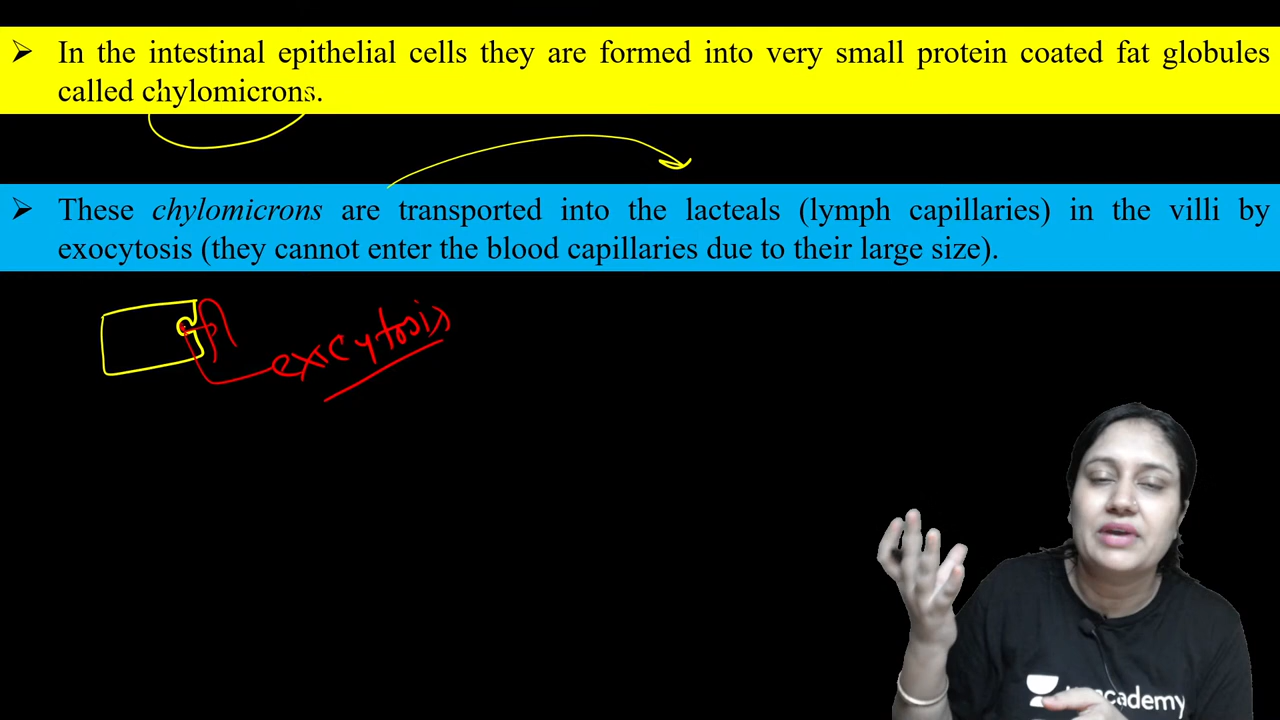 ➤ In the intestinal epithelial cells they are formed into very small protein coated fat globules
called chylomicrons.
➤ These chylomicrons are transported into the lacteals (lymph capillaries) in the villi by
exocytosis (they cannot enter the blood capillaries due to their large size).
exocytosis